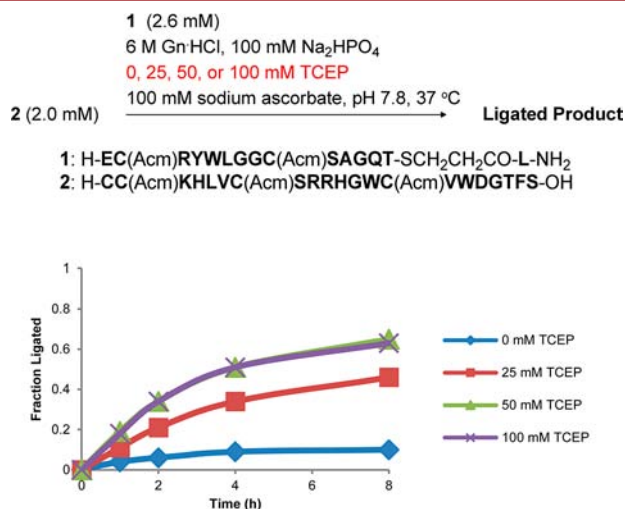 1 (2.6 mM)
6 M Gn·HCl, 100 mM Na₂HPO₄
0, 25, 50, or 100 mM TCEP
100 mM sodium ascorbate, pH 7.8, 37 °C
2 (2.0 mM)
Ligated Product
1: H-EC(Acm)RYWLGGC(Acm)SAGQT-SCH₂CH₂CO-L-NH₂
2: H-CC(Acm)KHLVC(Acm)SRRHGWC(Acm)VWDGTFS-OH
1
0.8
0.6
0.4
0.2
0
Fraction Ligated
0 2 4 6 8
Time (h)
0 mM TCEP
25 mM TCEP
50 mM TCEP
100 mM TCEP